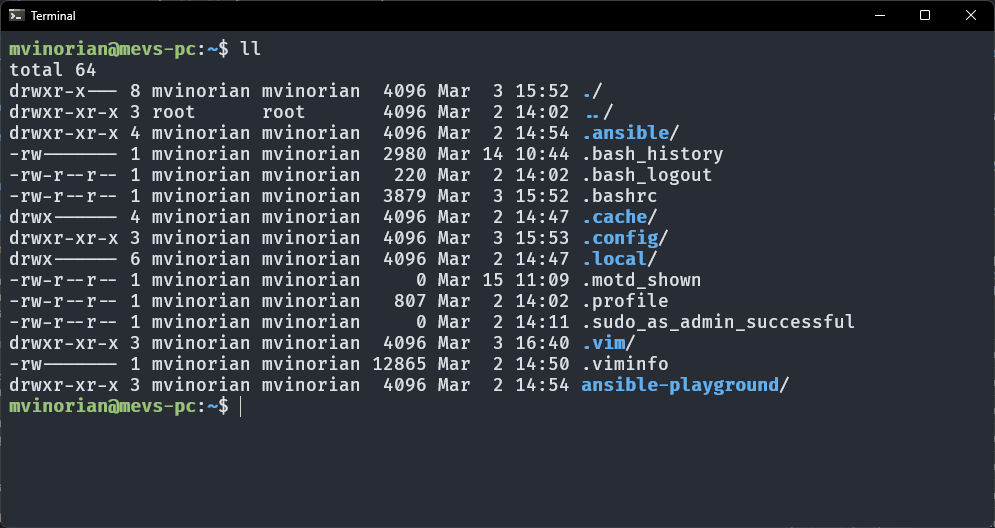 Terminal
mvinorian@mevs-pc:~$ ll
total 64
drwxr-x--- 8 mvinorian mvinorian  4096 Mar  3 15:52 ./
drwxr-xr-x 3 root      root       4096 Mar  2 14:02 ../
drwxr-xr-x 4 mvinorian mvinorian  4096 Mar  2 14:54 .ansible/
-rw------- 1 mvinorian mvinorian  2980 Mar 14 10:44 .bash_history
-rw-r--r-- 1 mvinorian mvinorian   220 Mar  2 14:02 .bash_logout
-rw-r--r-- 1 mvinorian mvinorian  3879 Mar  3 15:52 .bashrc
drwx------ 4 mvinorian mvinorian  4096 Mar  2 14:47 .cache/
drwxr-xr-x 3 mvinorian mvinorian  4096 Mar  3 15:53 .config/
drwx------ 6 mvinorian mvinorian  4096 Mar  2 14:47 .local/
-rw-r--r-- 1 mvinorian mvinorian     0 Mar 15 11:09 .motd_shown
-rw-r--r-- 1 mvinorian mvinorian   807 Mar  2 14:02 .profile
-rw-r--r-- 1 mvinorian mvinorian     0 Mar  2 14:11 .sudo_as_admin_successful
drwxr-xr-x 3 mvinorian mvinorian  4096 Mar  3 16:40 .vim/
-rw------- 1 mvinorian mvinorian 12865 Mar  2 14:50 .viminfo
drwxr-xr-x 3 mvinorian mvinorian  4096 Mar  2 14:54 ansible-playground/
mvinorian@mevs-pc:~$